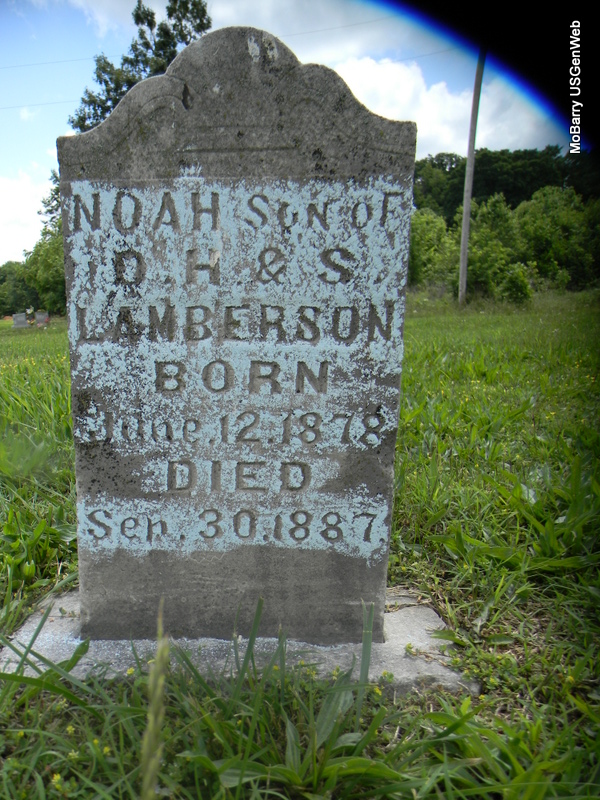 NOAH SON OF
D. H. & S.
LAMBERSON
BORN
June. 12. 1878
DIED
Sep. 30. 1887.
MoBarry USGenWeb